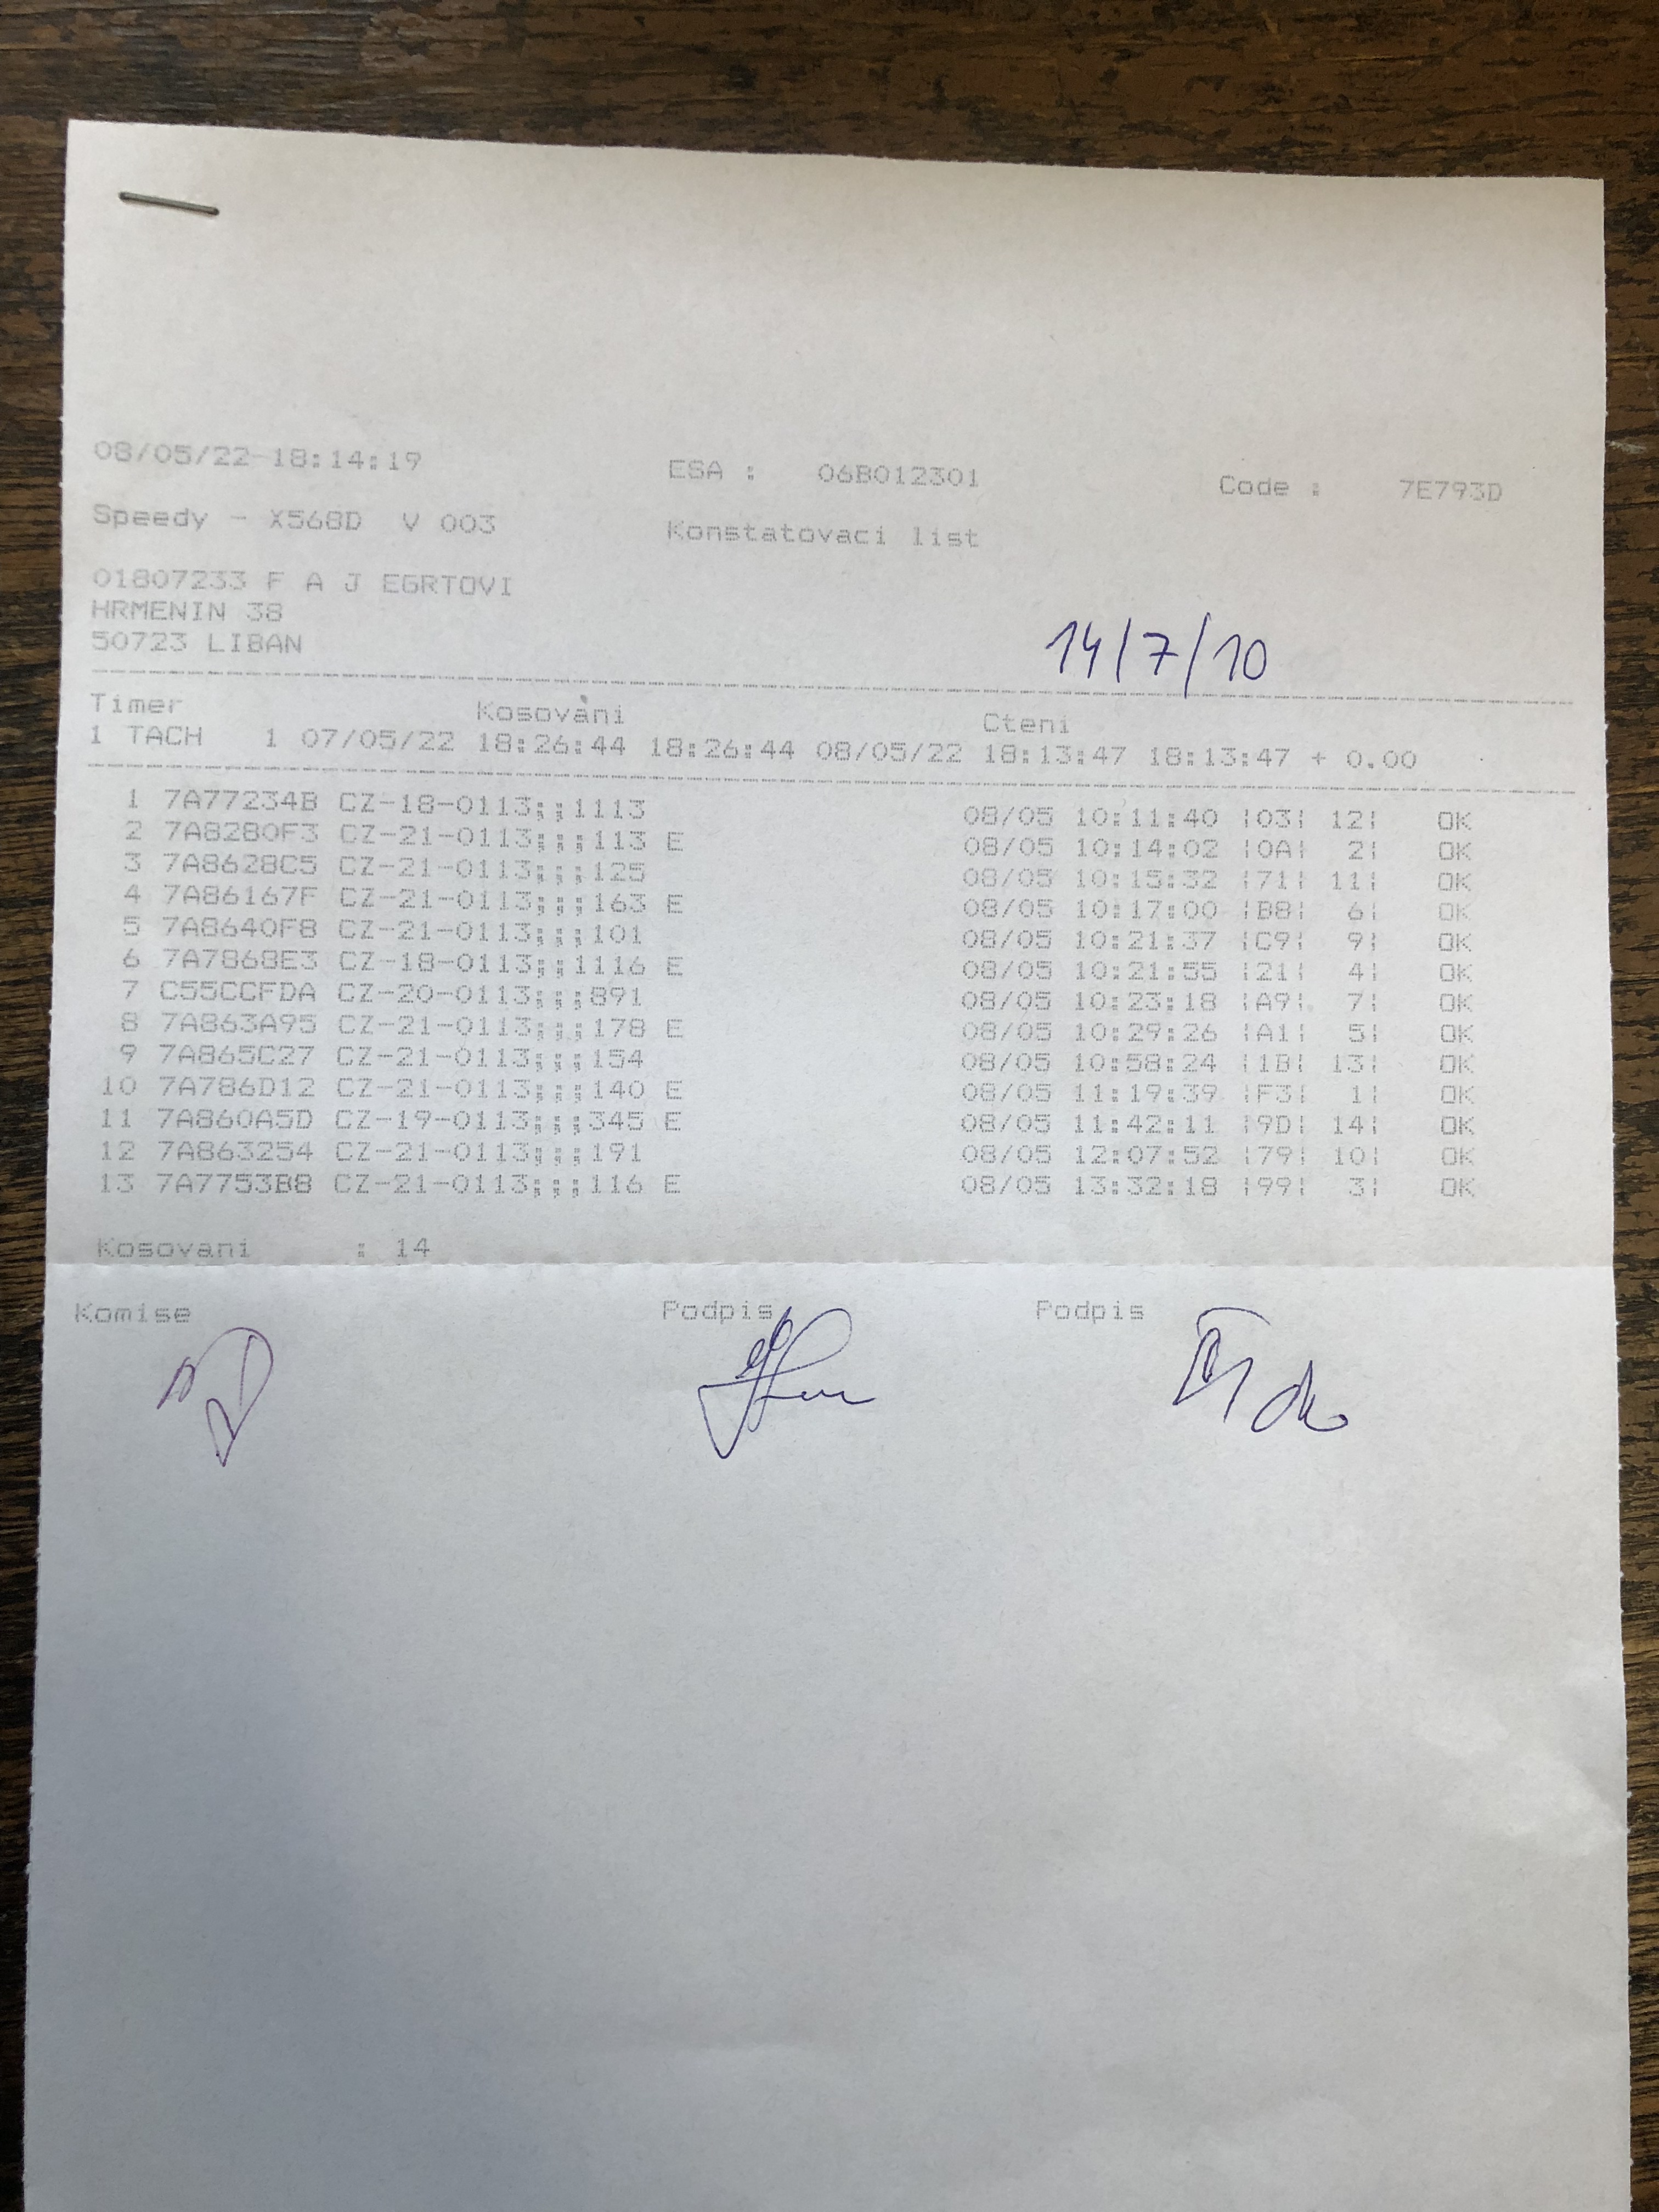 08/05/22-18:14:19 ESA : 06B012301 Code : 7E793D
Speedy - X568D V 003 Konstatovaci list
01807233 F A J EGRTOVI
HRMENIN 38
50723 LIBAN
14/7/10
Timer Kosovani Cteni
1 TACH 1 07/05/22 18:26:44 18:26:44 08/05/22 18:13:47 18:13:47 + 0.00
1 7A77234B CZ-18-0113;;1113 08/05 10:11:40 |03| 12| OK
2 7A8280F3 CZ-21-0113;;;113 E 08/05 10:14:02 |0A| 2| OK
3 7A8628C5 CZ-21-0113;;;125 08/05 10:15:32 |71| 11| OK
4 7A86167F CZ-21-0113;;;163 E 08/05 10:17:00 |B8| 6| OK
5 7A8640F8 CZ-21-0113;;;101 08/05 10:21:37 |C9| 9| OK
6 7A7868E3 CZ-18-0113;;1116 E 08/05 10:21:55 |21| 4| OK
7 C55CCFDA CZ-20-0113;;;891 08/05 10:23:18 |A9| 7| OK
8 7A863A95 CZ-21-0113;;;178 E 08/05 10:29:26 |A1| 5| OK
9 7A865C27 CZ-21-0113;;;154 08/05 10:58:24 |1B| 13| OK
10 7A786D12 CZ-21-0113;;;140 E 08/05 11:19:39 |F3| 1| OK
11 7A860A5D CZ-19-0113;;;345 E 08/05 11:42:11 |9D| 14| OK
12 7A863254 CZ-21-0113;;;191 08/05 12:07:52 |79| 10| OK
13 7A7753B8 CZ-21-0113;;;116 E 08/05 13:32:18 |99| 3| OK
Kosovani : 14
Komise Podpis Podpis